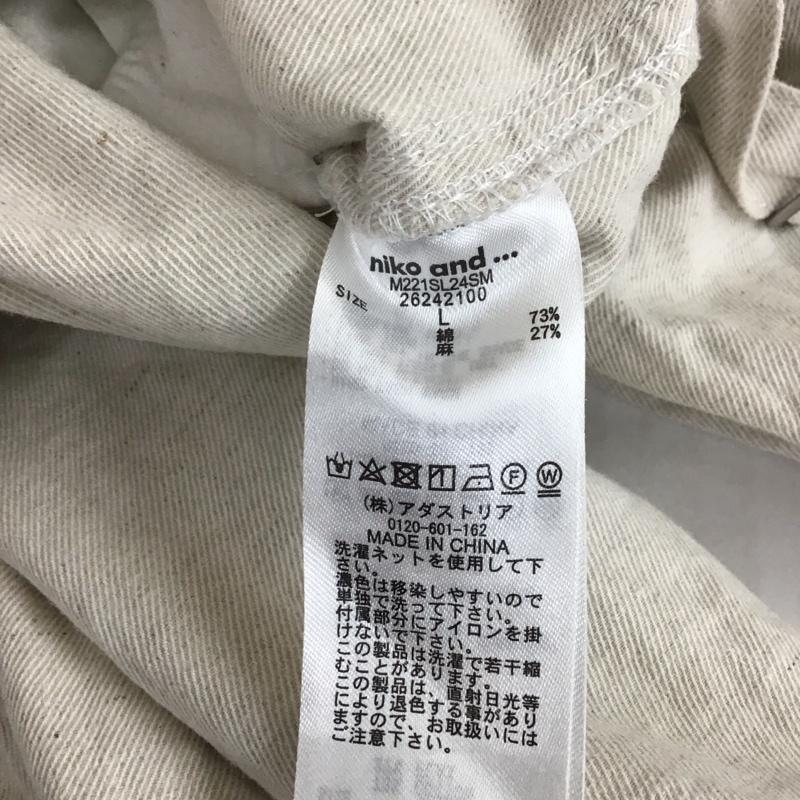 niko and ...
M221SL24SM
26242100
SIZE
L
綿 73%
麻 27%
F W
(株)アダストリア
0120-601-162
MADE IN CHINA
洗濯ネットを使用して下
さい。
濃色は移染しやすいので
単独で洗って下さい。
付属部分にアイロンを掛
けないで下さい。
この製品は洗濯で若干縮
むことがあります。
この製品は、直射日光等
により退色する事があり
ますので、お取扱いには
ご注意下さい。